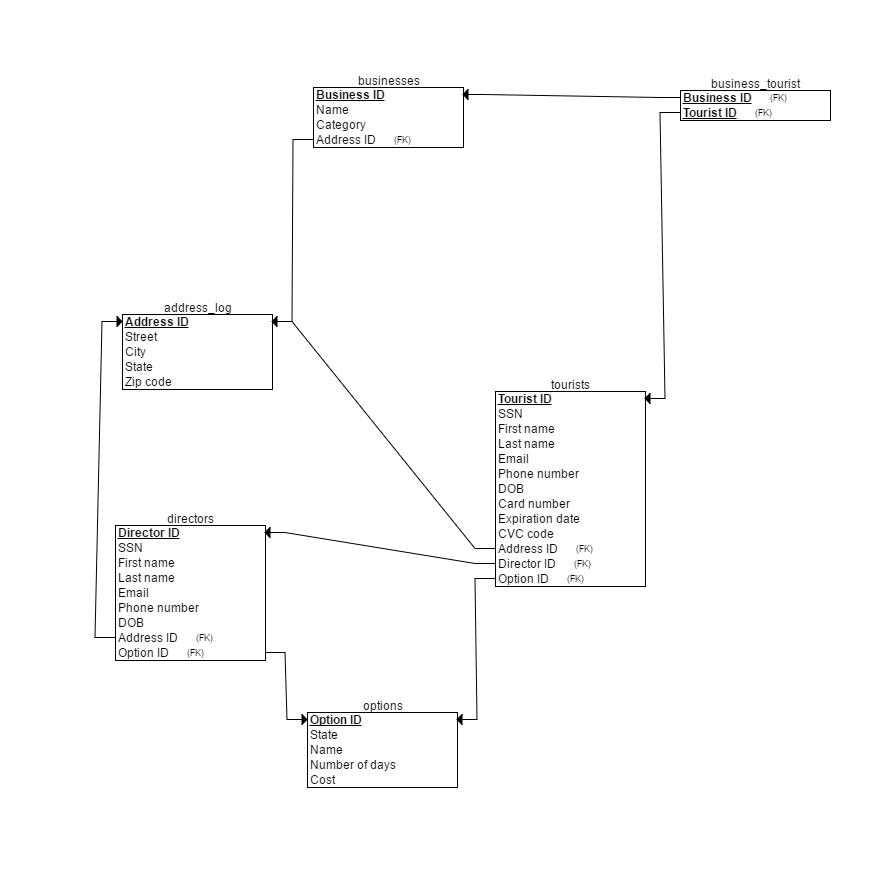 businesses
Business ID
Name
Category
Address ID (FK)
business_tourist
Business ID (FK)
Tourist ID (FK)
address_log
Address ID
Street
City
State
Zip code
tourists
Tourist ID
SSN
First name
Last name
Email
Phone number
DOB
Card number
Expiration date
CVC code
Address ID (FK)
Director ID (FK)
Option ID (FK)
directors
Director ID
SSN
First name
Last name
Email
Phone number
DOB
Address ID (FK)
Option ID (FK)
options
Option ID
State
Name
Number of days
Cost